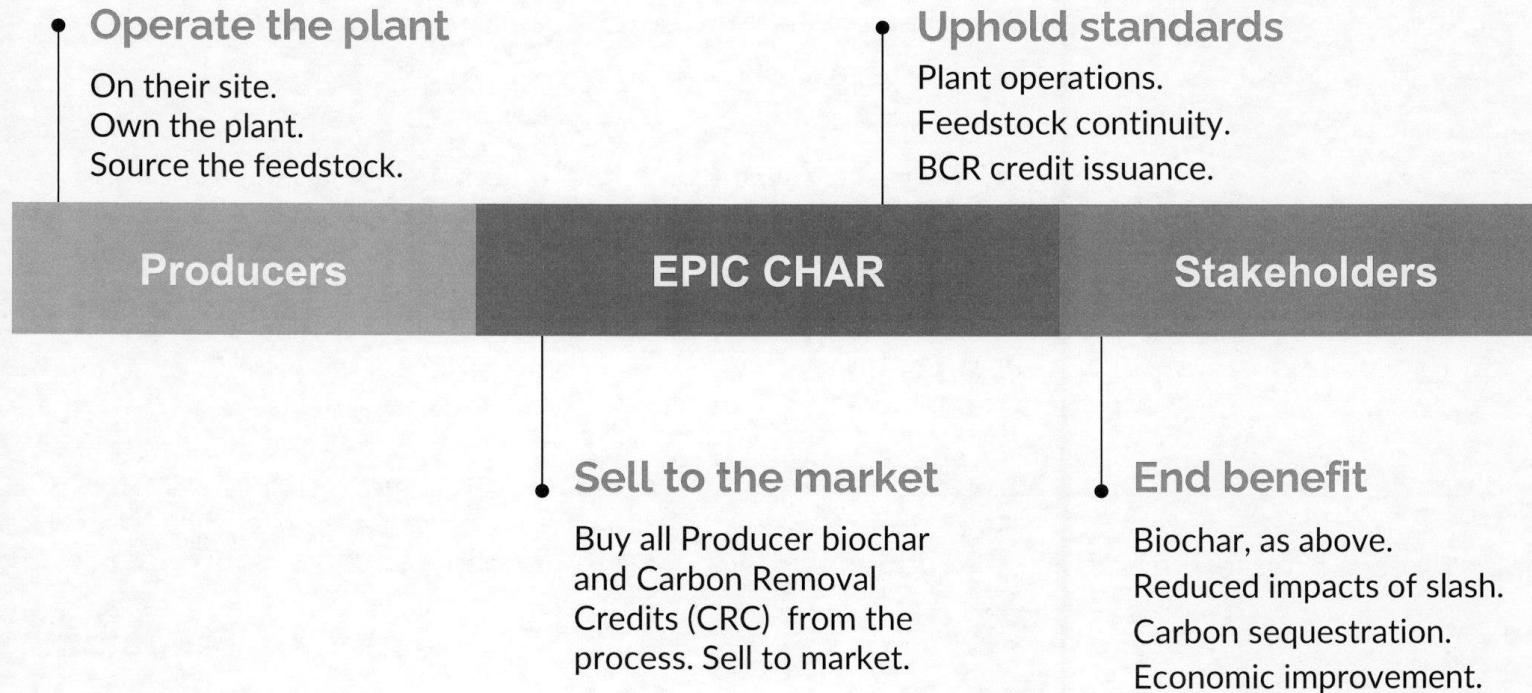 Operate the plant
On their site.
Own the plant.
Source the feedstock.
Uphold standards
Plant operations.
Feedstock continuity.
BCR credit issuance.
Producers
EPIC CHAR
Stakeholders
Sell to the market
Buy all Producer biochar
and Carbon Removal
Credits (CRC) from the
process. Sell to market.
End benefit
Biochar, as above.
Reduced impacts of slash.
Carbon sequestration.
Economic improvement.